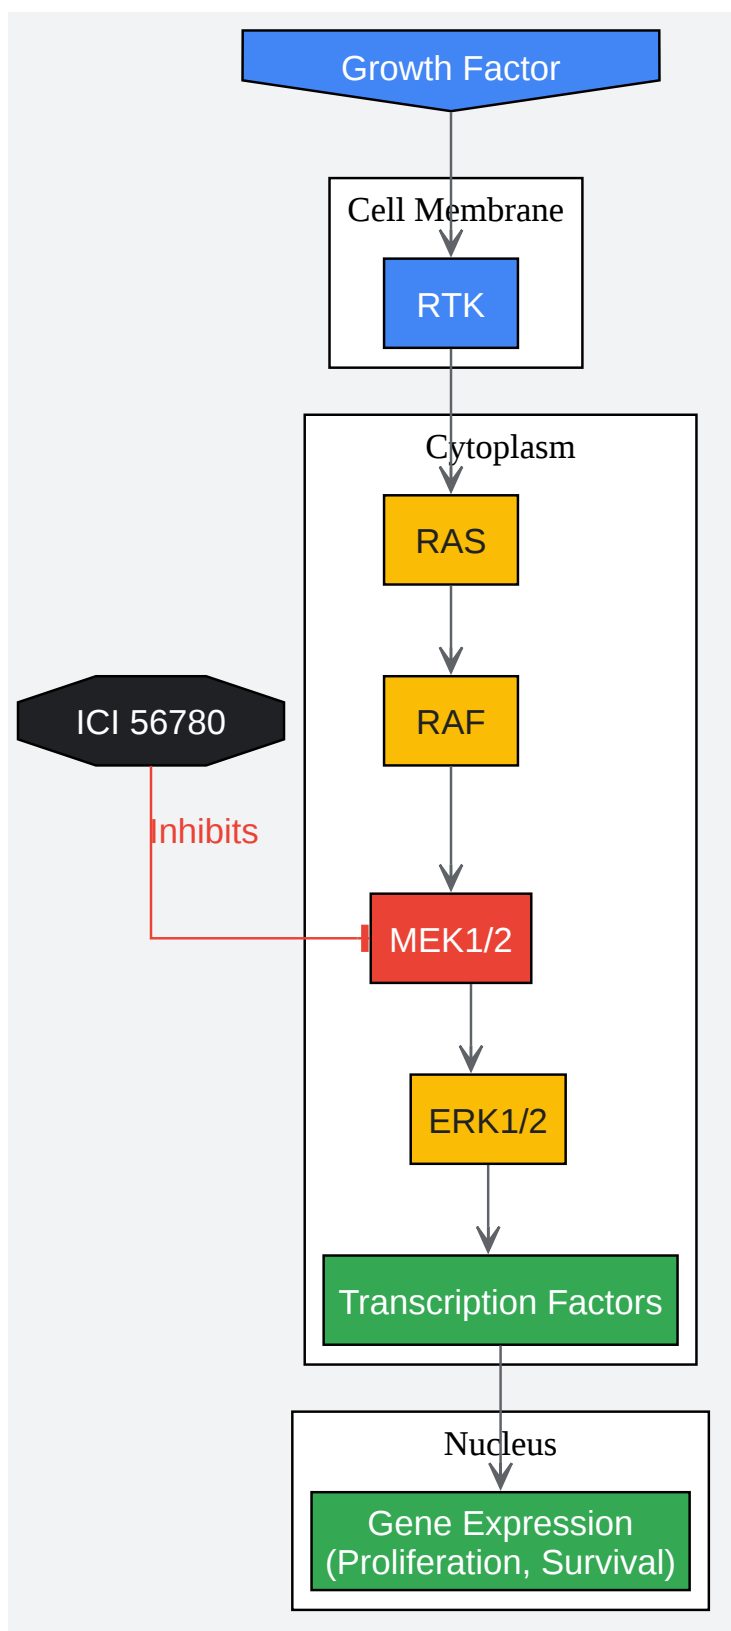 Growth Factor
Cell Membrane
RTK
Cytoplasm
RAS
RAF
ICI 56780
Inhibits
MEK1/2
ERK1/2
Transcription Factors
Nucleus
Gene Expression
(Proliferation, Survival)